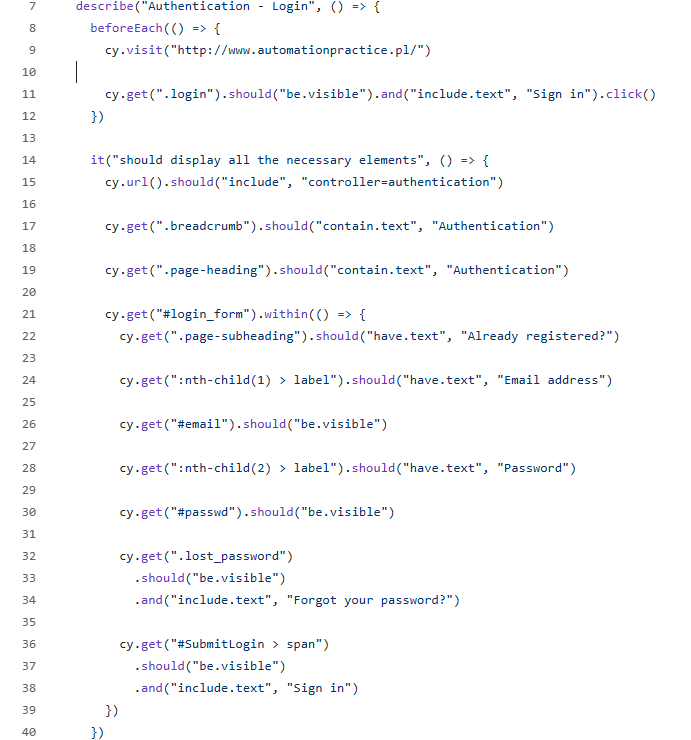 7 describe("Authentication - Login", () => {
8 beforeEach(() => {
9 cy.visit("http://www.automationpractice.pl/")
10
11 cy.get(".login").should("be.visible").and("include.text", "Sign in").click()
12 })
13
14 it("should display all the necessary elements", () => {
15 cy.url().should("include", "controller=authentication")
16
17 cy.get(".breadcrumb").should("contain.text", "Authentication")
18
19 cy.get(".page-heading").should("contain.text", "Authentication")
20
21 cy.get("#login_form").within(() => {
22 cy.get(".page-subheading").should("have.text", "Already registered?")
23
24 cy.get(":nth-child(1) > label").should("have.text", "Email address")
25
26 cy.get("#email").should("be.visible")
27
28 cy.get(":nth-child(2) > label").should("have.text", "Password")
29
30 cy.get("#passwd").should("be.visible")
31
32 cy.get(".lost_password")
33 .should("be.visible")
34 .and("include.text", "Forgot your password?")
35
36 cy.get("#SubmitLogin > span")
37 .should("be.visible")
38 .and("include.text", "Sign in")
39 })
40 })